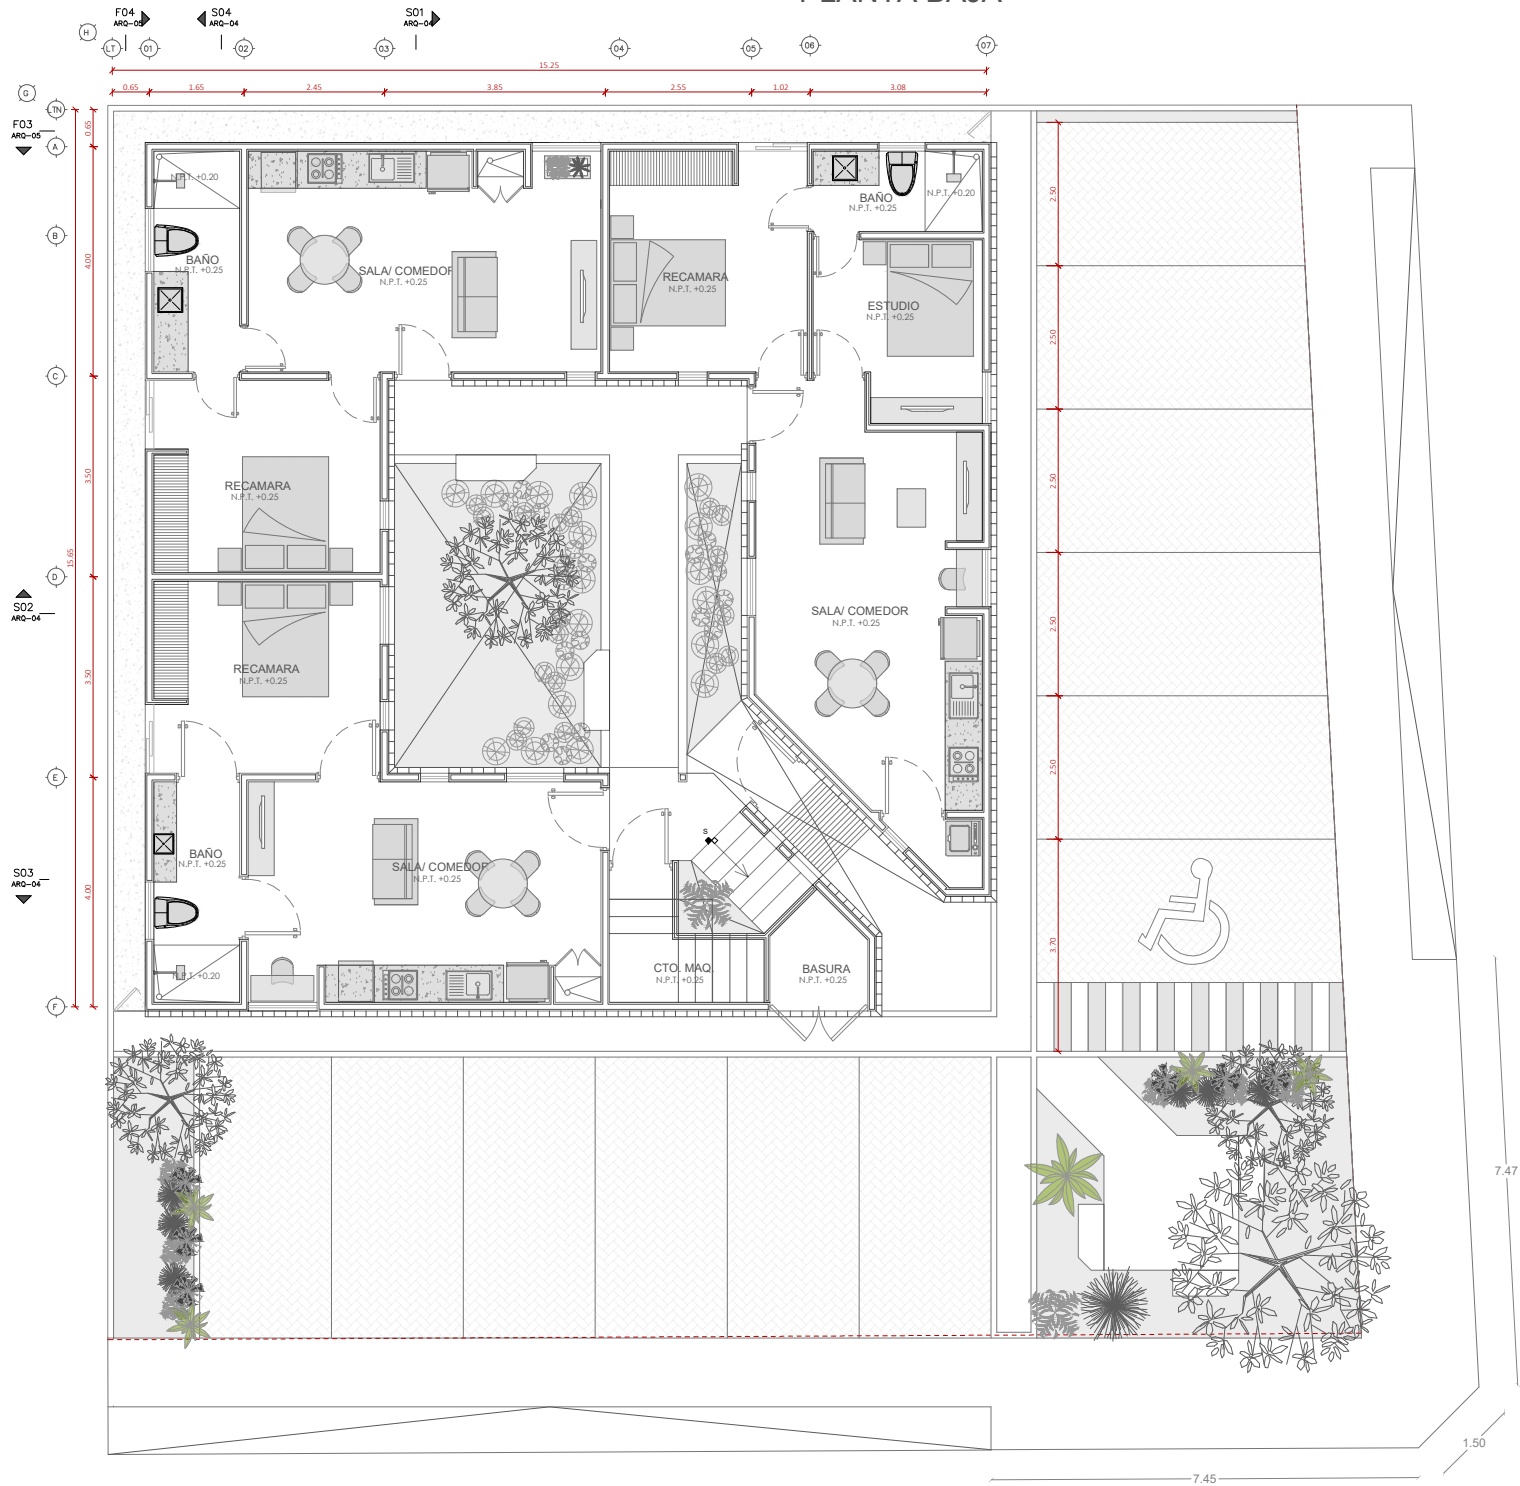 PLANTA BAJA
F04
ARQ-05
S04
ARQ-04
S01
ARQ-04
H
LT
01
02
03
04
05
06
07
15.25
0.65
1.65
2.45
3.85
2.55
1.02
3.08
G
LTN
F03
ARQ-05
A
B
C
D
E
F
S02
ARQ-04
S03
ARQ-04
15.65
0.65
4.00
3.50
3.50
4.00
N.P.T. +0.20
BAÑO
N.P.T. +0.25
SALA/ COMEDOR
N.P.T. +0.25
RECAMARA
N.P.T. +0.25
BAÑO
N.P.T. +0.25
N.P.T. +0.20
ESTUDIO
N.P.T. +0.25
RECAMARA
N.P.T. +0.25
SALA/ COMEDOR
N.P.T. +0.25
RECAMARA
N.P.T. +0.25
BAÑO
N.P.T. +0.25
SALA/ COMEDOR
N.P.T. +0.25
S
N.P.T. +0.20
CTO. MAQ.
N.P.T. +0.25
BASURA
N.P.T. +0.25
2.50
2.50
2.50
2.50
2.50
3.70
7.47
1.50
7.45